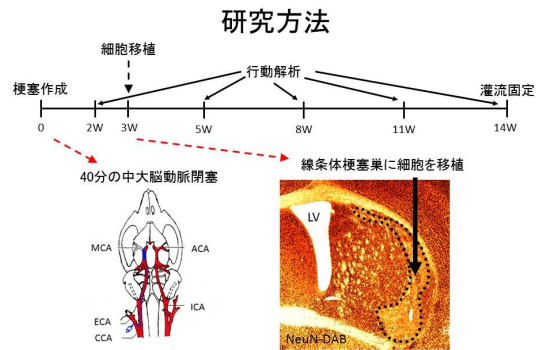 研究方法
細胞移植
行動解析
梗塞作成
灌流固定
0
2W
3W
5W
8W
11W
14W
40分の中大脳動脈閉塞
線条体梗塞巣に細胞を移植
MCA
ACA
ICA
ECA
CCA
LV
NeuN-DAB